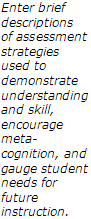 Enter brief
descriptions
of assessment
strategies
used to
demonstrate
understanding
and skill,
encourage
meta-
cognition, and
gauge student
needs for
future
instruction.